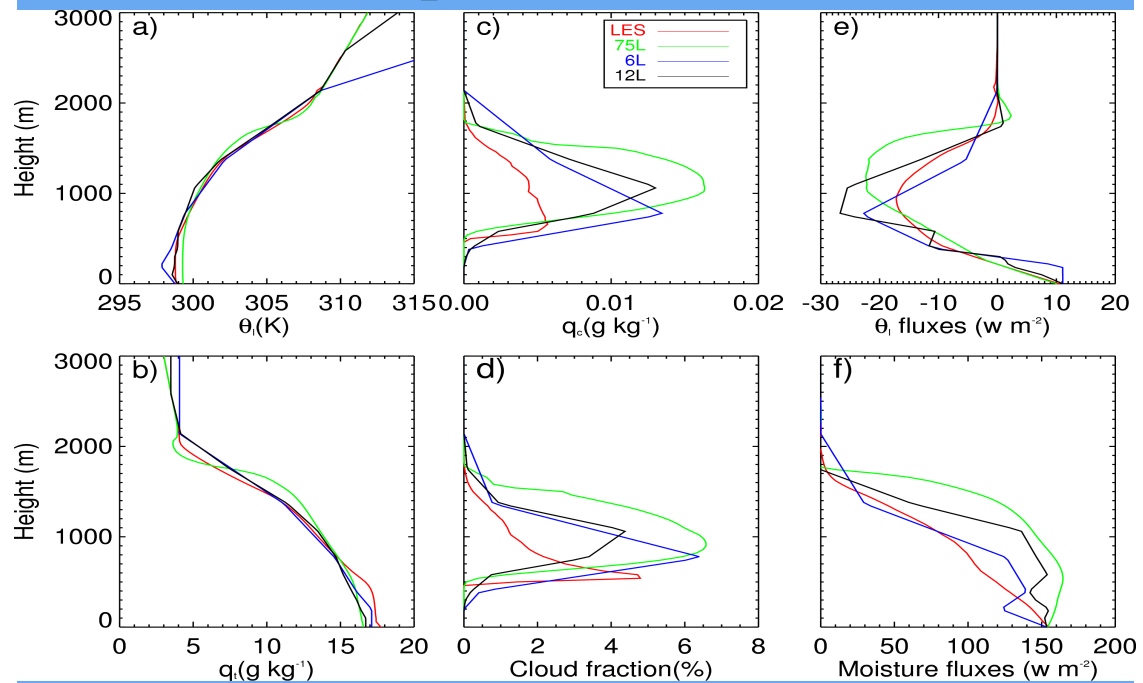 a)
c)
e)
LES
75L
6L
12L
Height (m)
3000
2000
1000
0
295 300 305 310 315
θl(K)
0.00 0.01 0.02
qc(g kg-1)
-30 -20 -10 0 10 20
θl fluxes (w m-2)
b)
d)
f)
Height (m)
3000
2000
1000
0
0 5 10 15 20
qt(g kg-1)
0 2 4 6 8
Cloud fraction(%)
0 50 100 150 200
Moisture fluxes (w m-2)